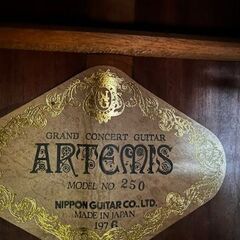 GRAND CONCERT GUITAR
ARTEMIS
MODEL NO. 250
NIPPON GUITAR CO., LTD.
MADE IN JAPAN
1976